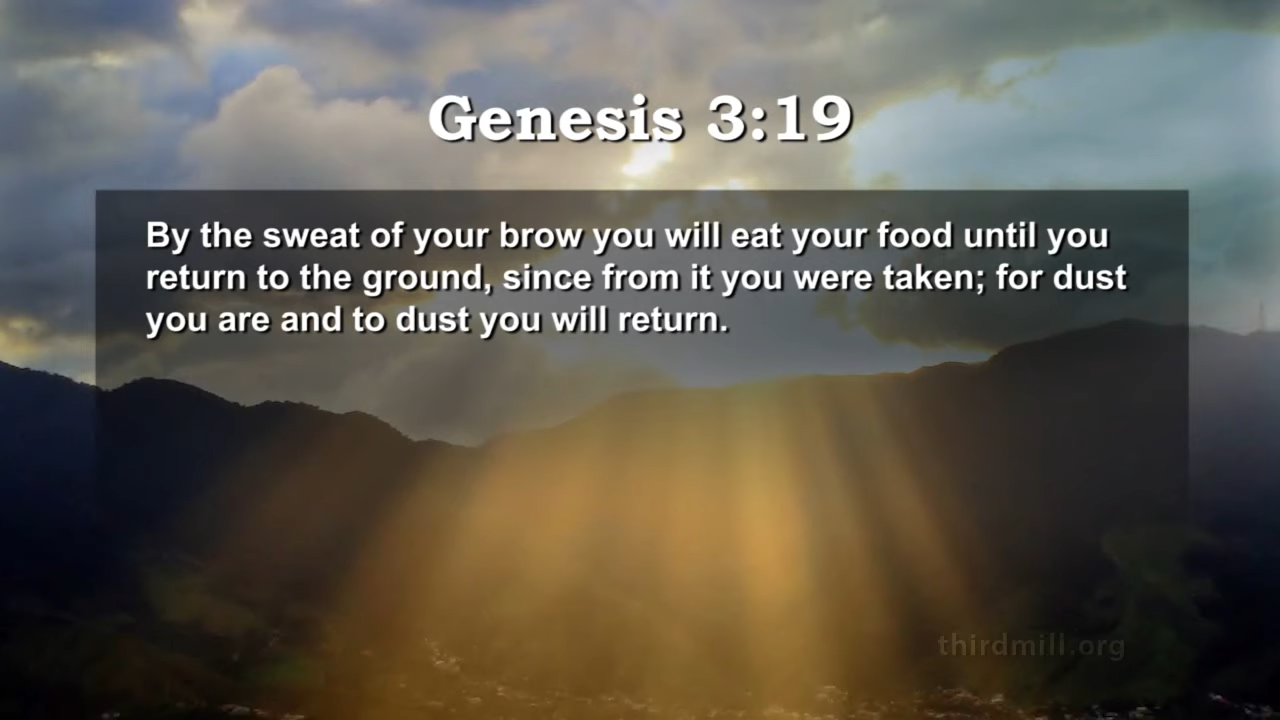 Genesis 3:19
By the sweat of your brow you will eat your food until you
return to the ground, since from it you were taken; for dust
you are and to dust you will return.
thirdmill.org